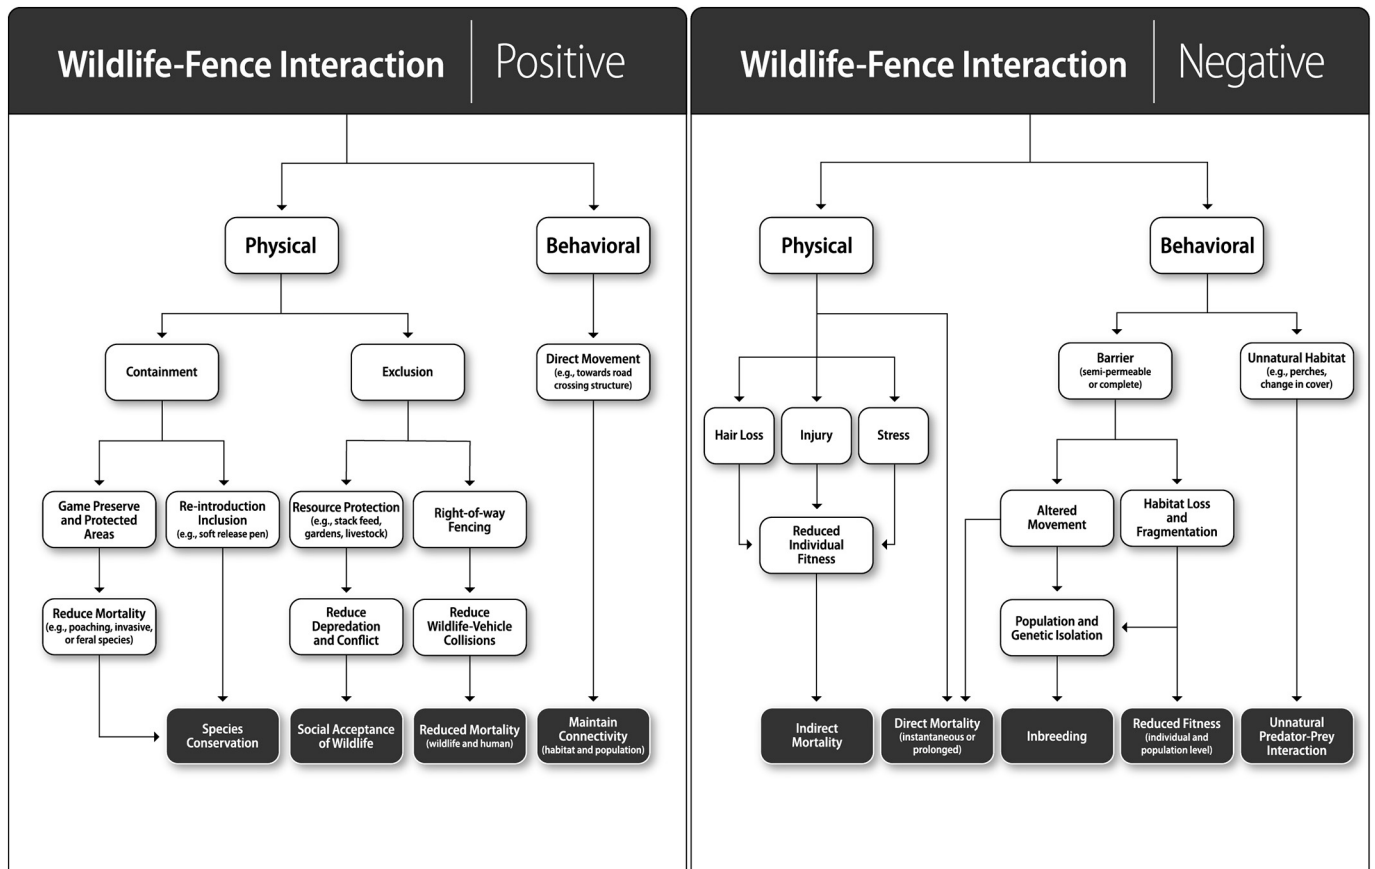 Wildlife-Fence Interaction | Positive
Physical
Behavioral
Containment
Exclusion
Direct Movement
(e.g., towards road
crossing structure)
Game Preserve
and Protected
Areas
Re-introduction
Inclusion
(e.g., soft release pen)
Resource Protection
(e.g., stack feed,
gardens, livestock)
Right-of-way
Fencing
Reduce Mortality
(e.g., poaching, invasive,
or feral species)
Reduce
Depredation
and Conflict
Reduce
Wildlife-Vehicle
Collisions
Species
Conservation
Social Acceptance
of Wildlife
Reduced Mortality
(wildlife and human)
Maintain
Connectivity
(habitat and population)
Wildlife-Fence Interaction | Negative
Physical
Behavioral
Barrier
(semi-permeable
or complete)
Unnatural Habitat
(e.g., perches,
change in cover)
Hair Loss
Injury
Stress
Altered
Movement
Habitat Loss
and
Fragmentation
Reduced
Individual
Fitness
Population and
Genetic Isolation
Indirect
Mortality
Direct Mortality
(instantaneous or
prolonged)
Inbreeding
Reduced Fitness
(individual and
population level)
Unnatural
Predator-Prey
Interaction